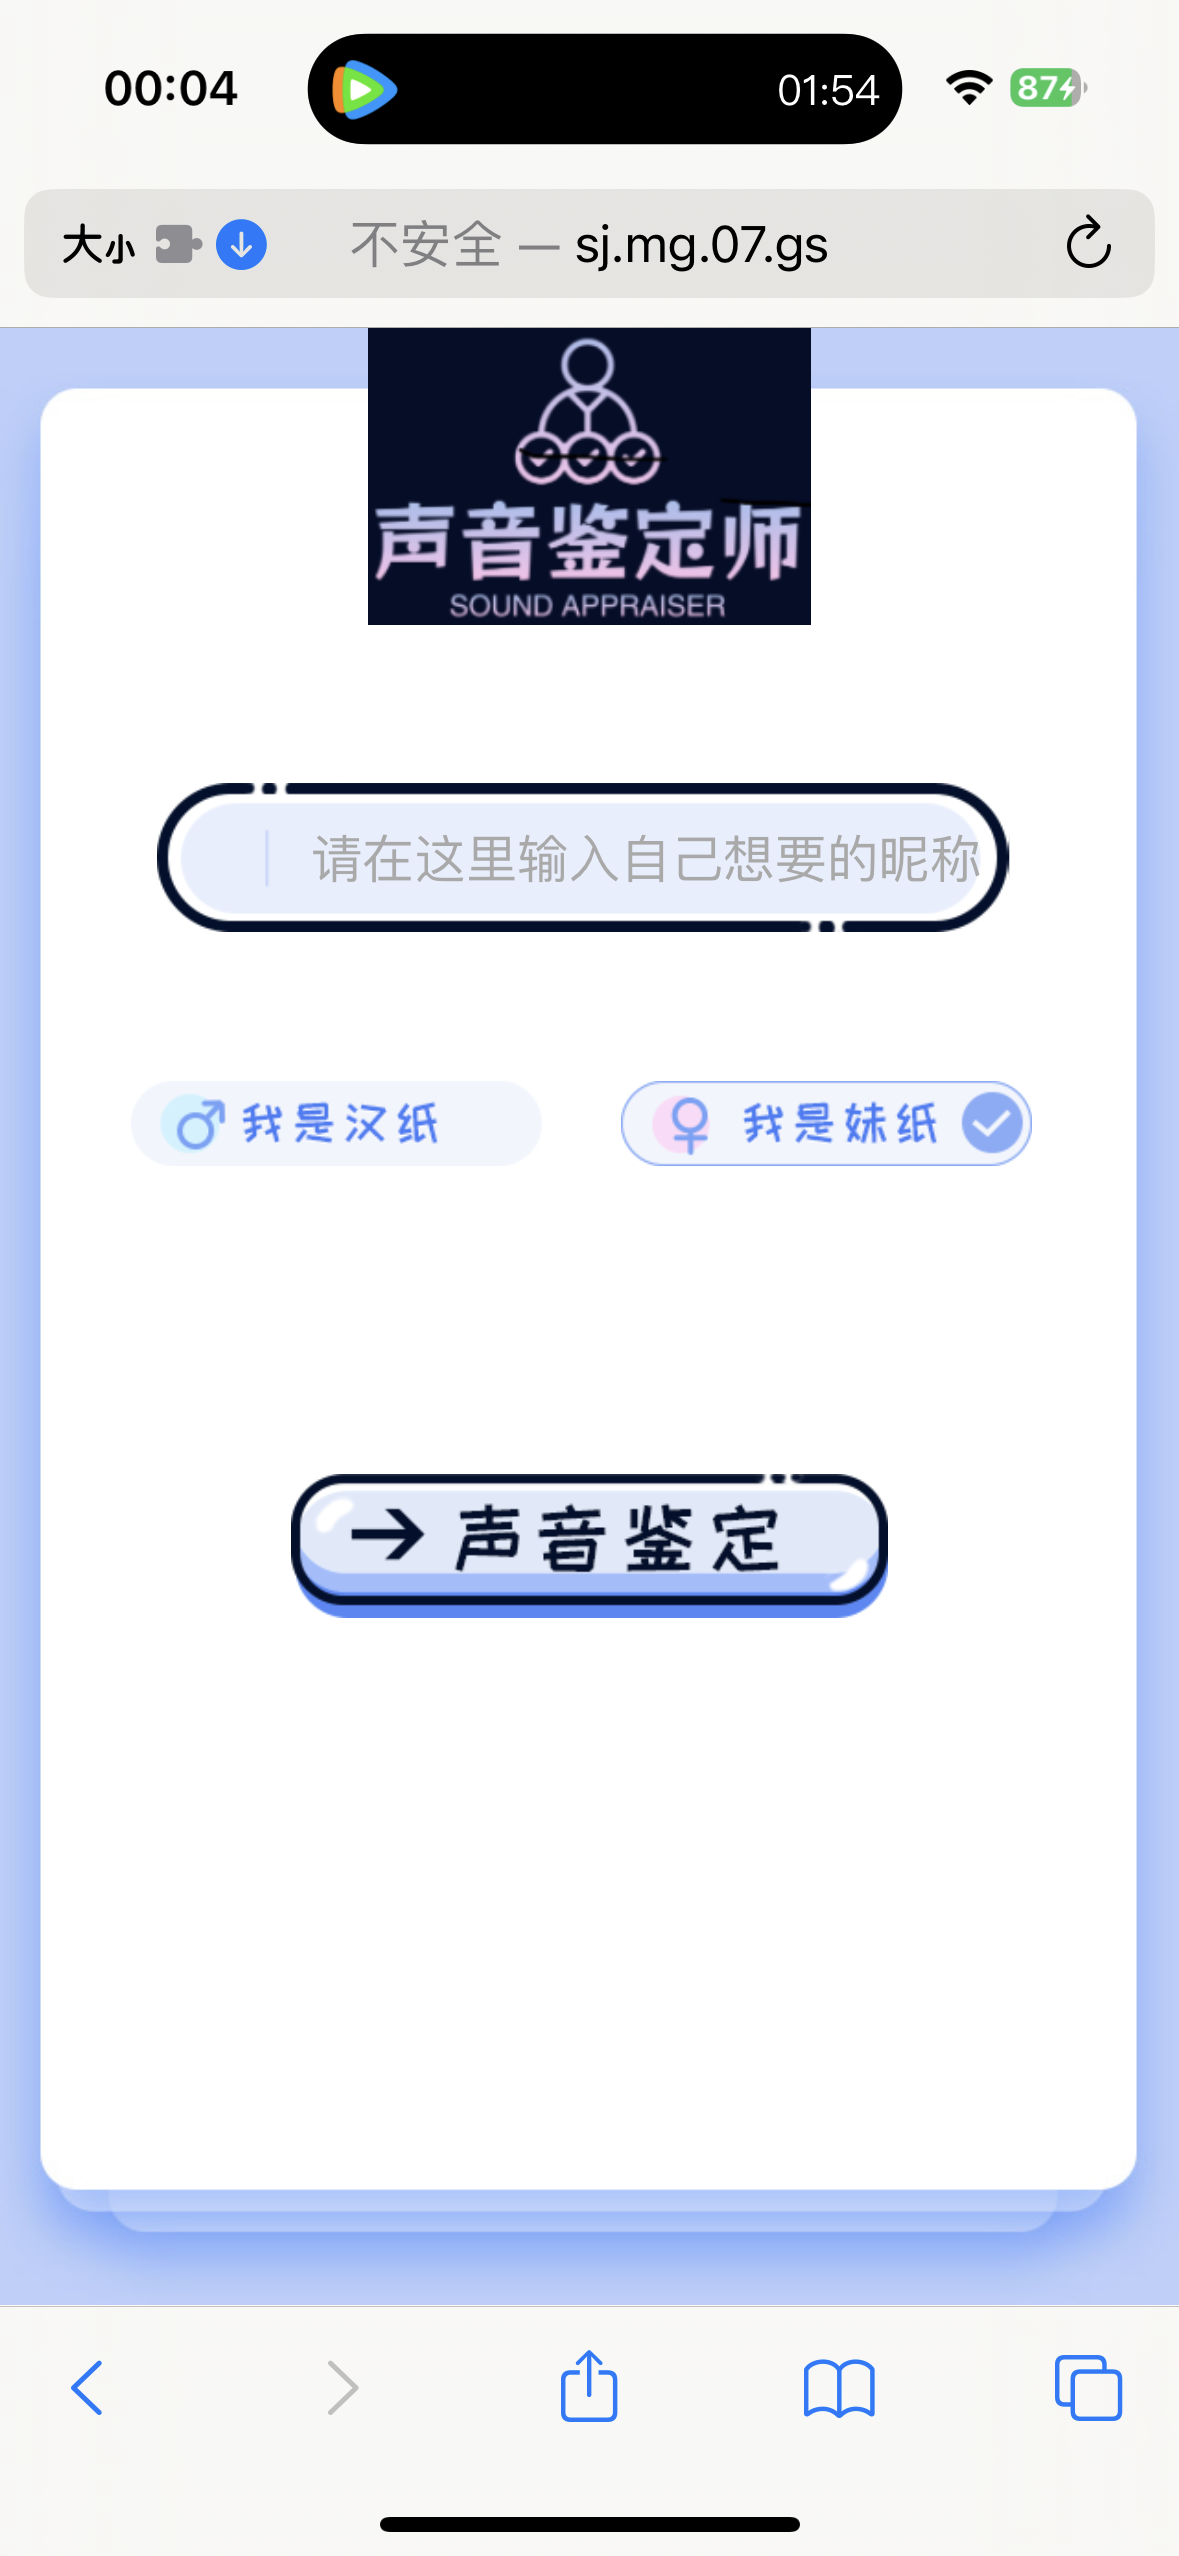 00:04
01:54
87
大小
不安全 — sj.mg.07.gs
声音鉴定师
SOUND APPRAISER
请在这里输入自己想要的昵称
我是汉纸
我是妹纸
声音鉴定